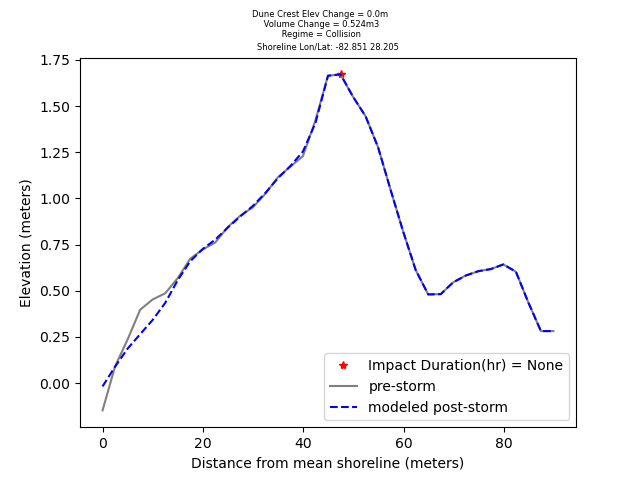 Dune Crest Elev Change = 0.0m
Volume Change = 0.524m3
Regime = Collision
Shoreline Lon/Lat: -82.851 28.205
1.75
1.50
1.25
1.00
0.75
0.50
0.25
0.00
Elevation (meters)
Impact Duration(hr) = None
pre-storm
modeled post-storm
0 20 40 60 80
Distance from mean shoreline (meters)